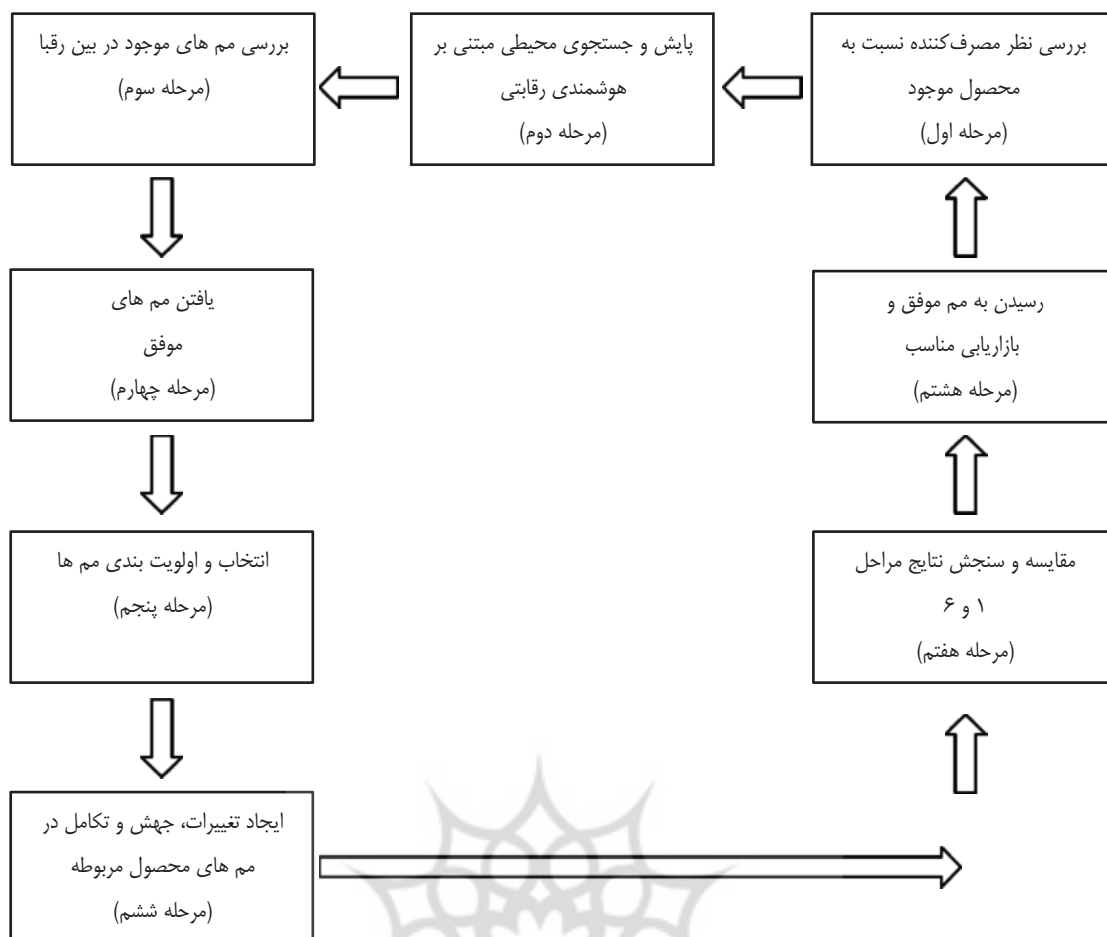 بررسی نظر مصرف‌کننده نسبت به
محصول موجود
(مرحله اول)
پایش و جستجوی محیطی مبتنی بر
هوشمندی رقابتی
(مرحله دوم)
بررسی مم های موجود در بین رقبا
(مرحله سوم)
یافتن مم های
موفق
(مرحله چهارم)
انتخاب و اولویت بندی مم ها
(مرحله پنجم)
ایجاد تغییرات، جهش و تکامل در
مم های محصول مربوطه
(مرحله ششم)
مقایسه و سنجش نتایج مراحل
۱ و ۶
(مرحله هفتم)
رسیدن به مم موفق و
بازاریابی مناسب
(مرحله هشتم)